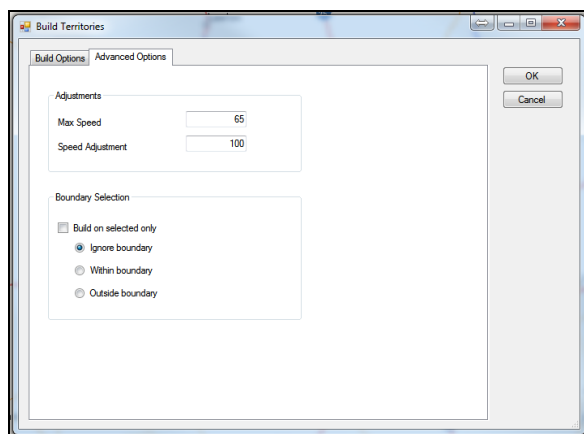 Build Territories
Build Options Advanced Options
OK
Cancel
Adjustments
Max Speed 65
Speed Adjustment 100
Boundary Selection
Build on selected only
Ignore boundary
Within boundary
Outside boundary